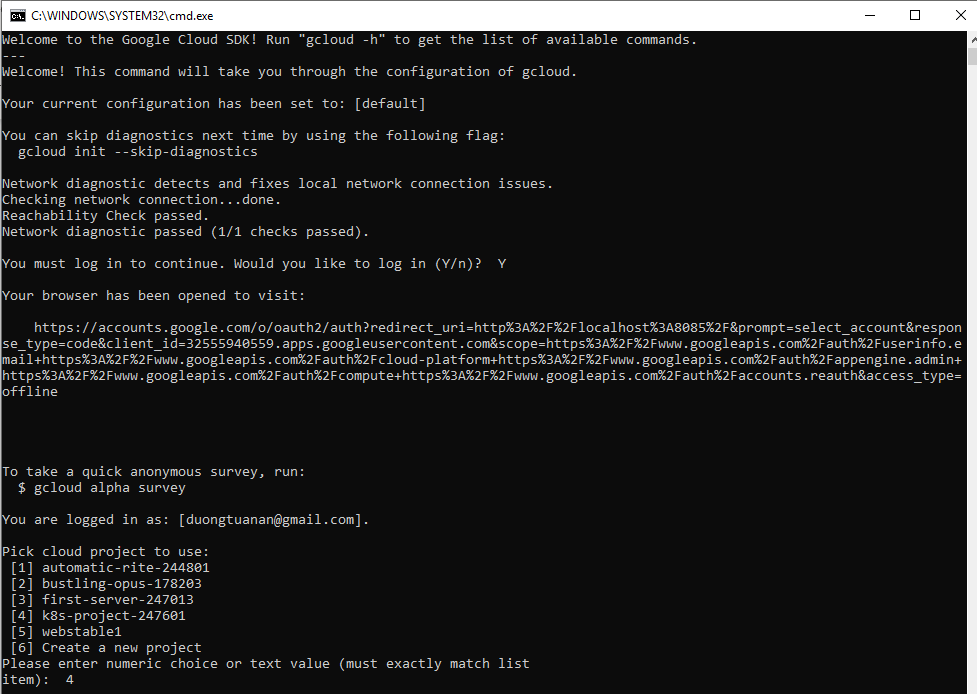 C:\WINDOWS\SYSTEM32\cmd.exe
Welcome to the Google Cloud SDK! Run "gcloud -h" to get the list of available commands.
---
Welcome! This command will take you through the configuration of gcloud.
Your current configuration has been set to: [default]
You can skip diagnostics next time by using the following flag:
  gcloud init --skip-diagnostics
Network diagnostic detects and fixes local network connection issues.
Checking network connection...done.
Reachability Check passed.
Network diagnostic passed (1/1 checks passed).
You must log in to continue. Would you like to log in (Y/n)?  Y
Your browser has been opened to visit:
    https://accounts.google.com/o/oauth2/auth?redirect_uri=http%3A%2F%2Flocalhost%3A8085%2F&prompt=select_account&respon
se_type=code&client_id=32555940559.apps.googleusercontent.com&scope=https%3A%2F%2Fwww.googleapis.com%2Fauth%2Fuserinfo.e
mail+https%3A%2F%2Fwww.googleapis.com%2Fauth%2Fcloud-platform+https%3A%2F%2Fwww.googleapis.com%2Fauth%2Fappengine.admin+
https%3A%2F%2Fwww.googleapis.com%2Fauth%2Fcompute+https%3A%2F%2Fwww.googleapis.com%2Fauth%2Faccounts.reauth&access_type=
offline
To take a quick anonymous survey, run:
  $ gcloud alpha survey
You are logged in as: [duongtuanan@gmail.com].
Pick cloud project to use:
 [1] automatic-rite-244801
 [2] bustling-opus-178203
 [3] first-server-247013
 [4] k8s-project-247601
 [5] webstable1
 [6] Create a new project
Please enter numeric choice or text value (must exactly match list
item):  4